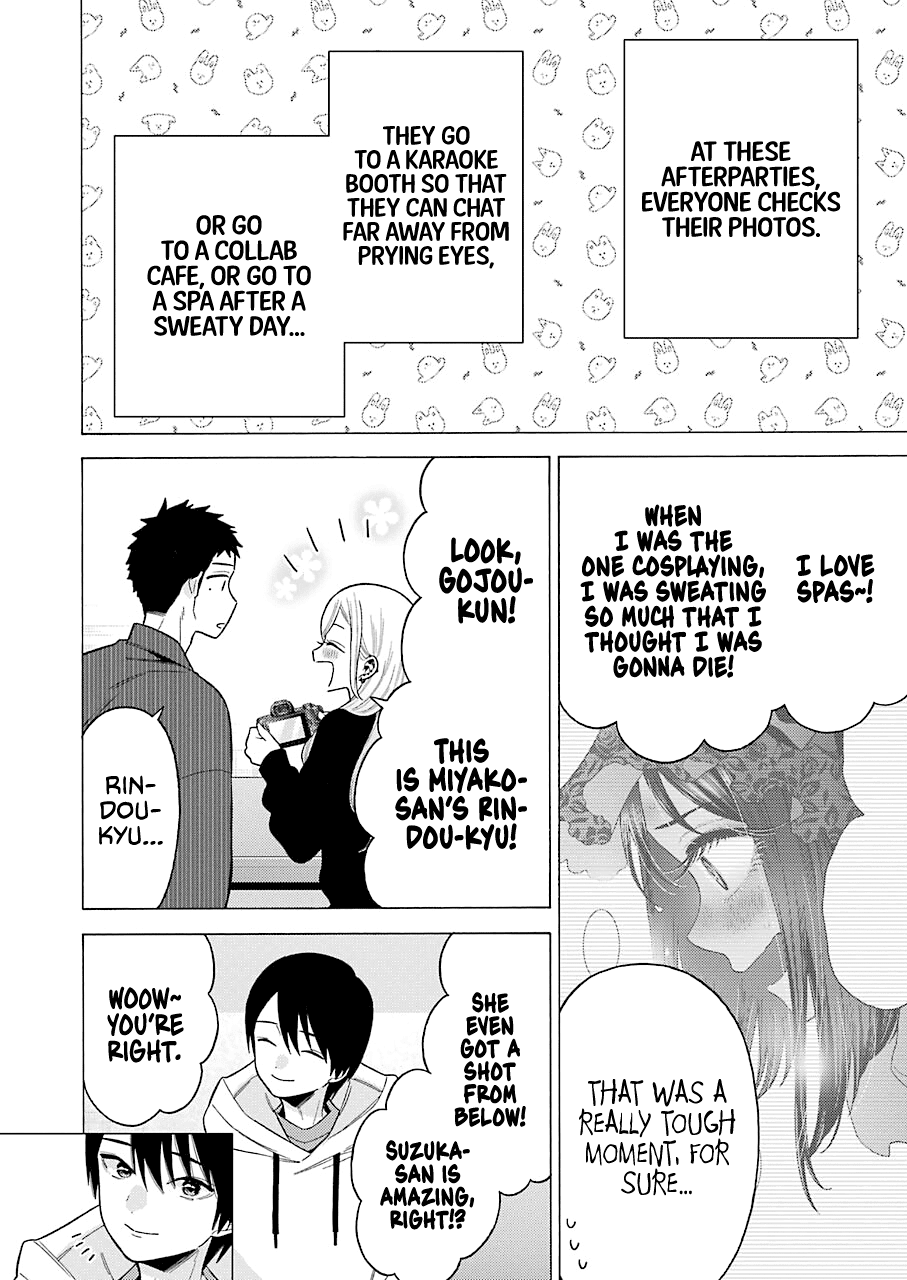 AT THESE
AFTERPARTIES,
EVERYONE CHECKS
THEIR PHOTOS.
THEY GO
TO A KARAOKE
BOOTH SO THAT
THEY CAN CHAT
FAR AWAY FROM
PRYING EYES,
OR GO
TO A COLLAB
CAFE, OR GO TO
A SPA AFTER A
SWEATY DAY...
I LOVE
SPAS~!
WHEN
I WAS THE
ONE COSPLAYING,
I WAS SWEATING
SO MUCH THAT I
THOUGHT I WAS
GONNA DIE!
THAT WAS A
REALLY TOUGH
MOMENT, FOR
SURE...
LOOK,
GOJOU-
KUN!
THIS
IS MIYAKO-
SAN'S RIN-
DOU-KYU!
RIN-
DOU-
KYU...
SHE
EVEN
GOT A
SHOT
FROM
BELOW!
SUZUKA-
SAN IS
AMAZING,
RIGHT!?
WOOW~
YOU'RE
RIGHT.